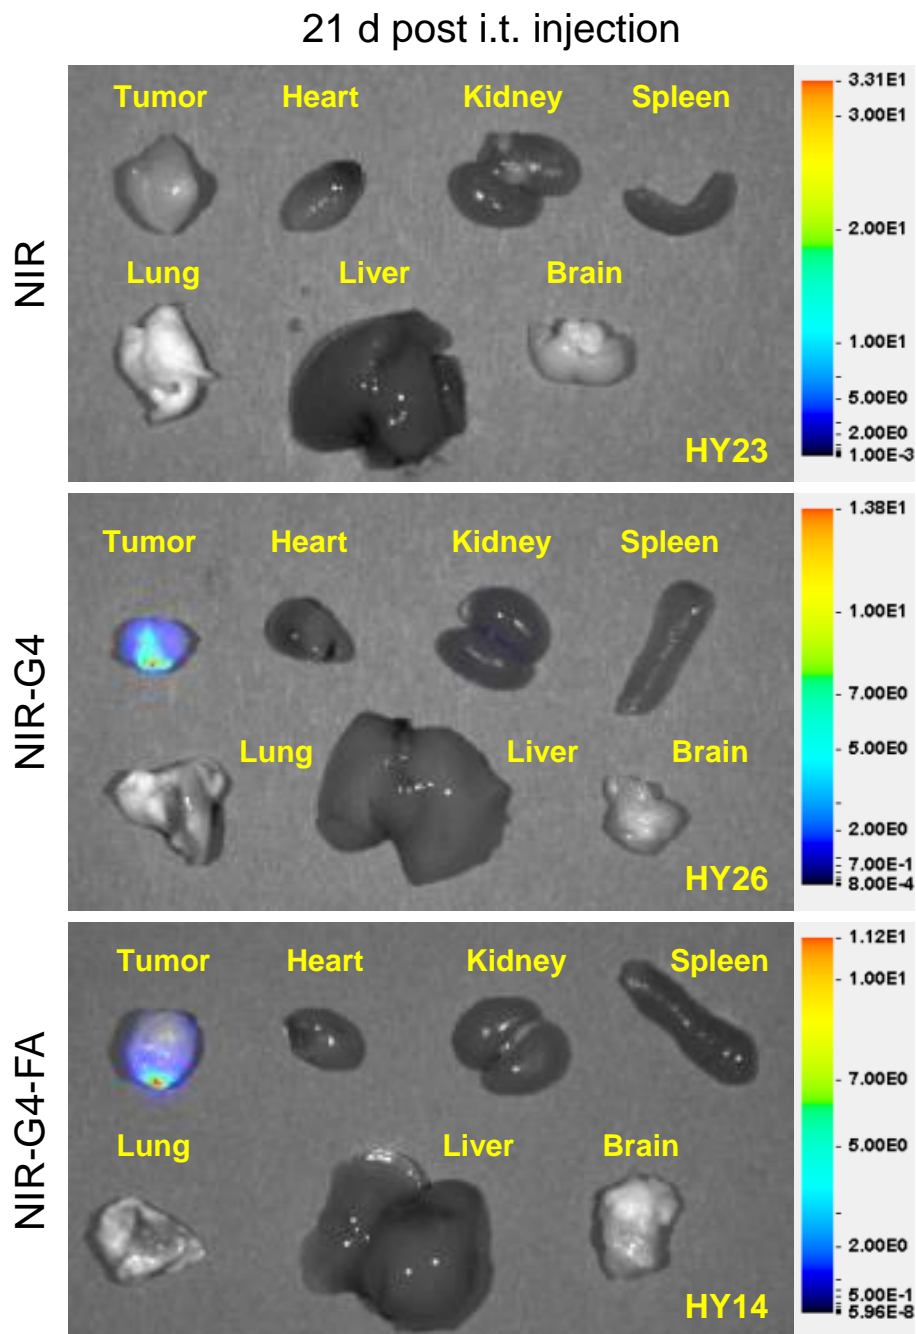 21 d post i.t. injection
NIR
Tumor Heart Kidney Spleen
Lung Liver Brain
HY23
3.31E1
3.00E1
2.00E1
1.00E1
5.00E0
2.00E0
1.00E-3
NIR-G4
Tumor Heart Kidney Spleen
Lung Liver Brain
HY26
1.38E1
1.00E1
7.00E0
5.00E0
2.00E0
7.00E-1
8.00E-4
NIR-G4-FA
Tumor Heart Kidney Spleen
Lung Liver Brain
HY14
1.12E1
1.00E1
7.00E0
5.00E0
2.00E0
5.00E-1
5.96E-8